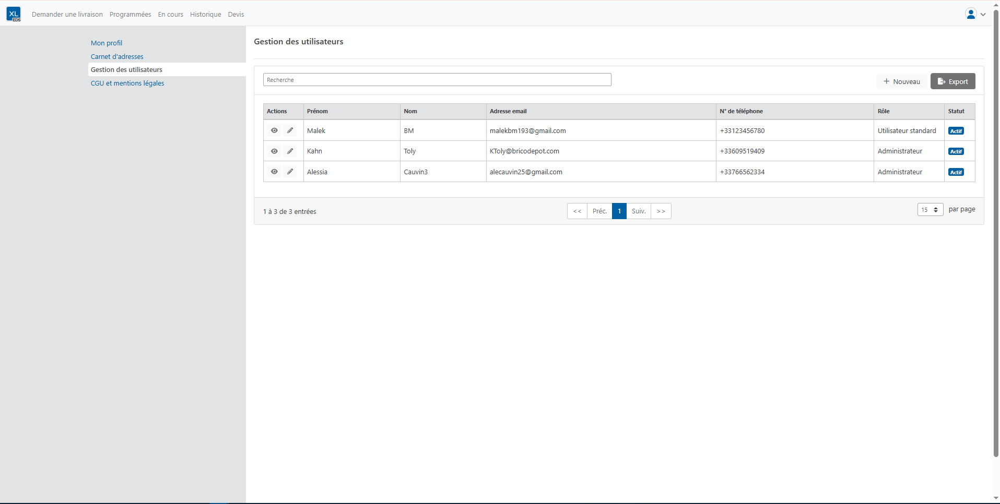 XL EDS Demander une livraison Programmées En cours Historique Devis
Mon profil
Carnet d'adresses
Gestion des utilisateurs
CGU et mentions légales
Gestion des utilisateurs
Recherche
+ Nouveau Export
Actions Prénom Nom Adresse email N° de téléphone Rôle Statut
Malek BM malekbm193@gmail.com +33123456780 Utilisateur standard Actif
Kahn Toly KToly@bricodepot.com +33609519409 Administrateur Actif
Alessia Cauvin3 alecauvin25@gmail.com +33766562334 Administrateur Actif
1 à 3 de 3 entrées << Préc. 1 Suiv. >> 15 par page